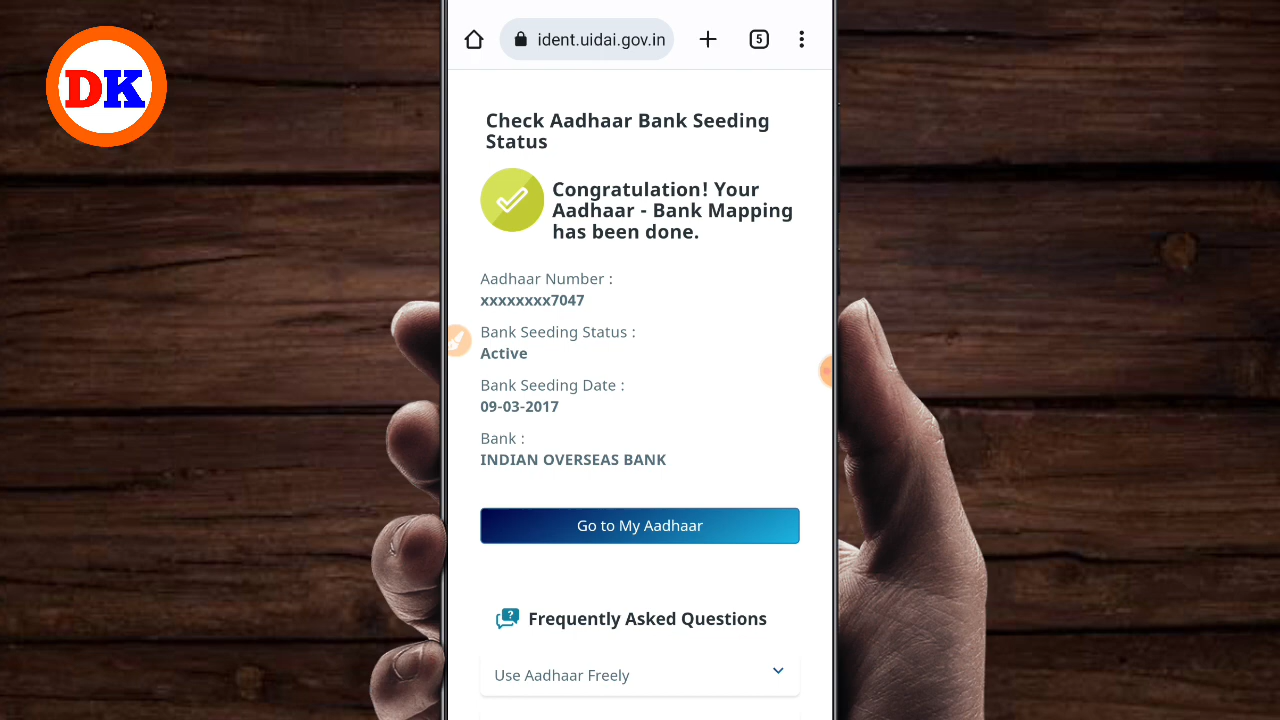 DK
ident.uidai.gov.in
5
Check Aadhaar Bank Seeding
Status
Congratulation! Your
Aadhaar - Bank Mapping
has been done.
Aadhaar Number :
xxxxxxxx7047
Bank Seeding Status :
Active
Bank Seeding Date :
09-03-2017
Bank :
INDIAN OVERSEAS BANK
Go to My Aadhaar
?
Frequently Asked Questions
Use Aadhaar Freely